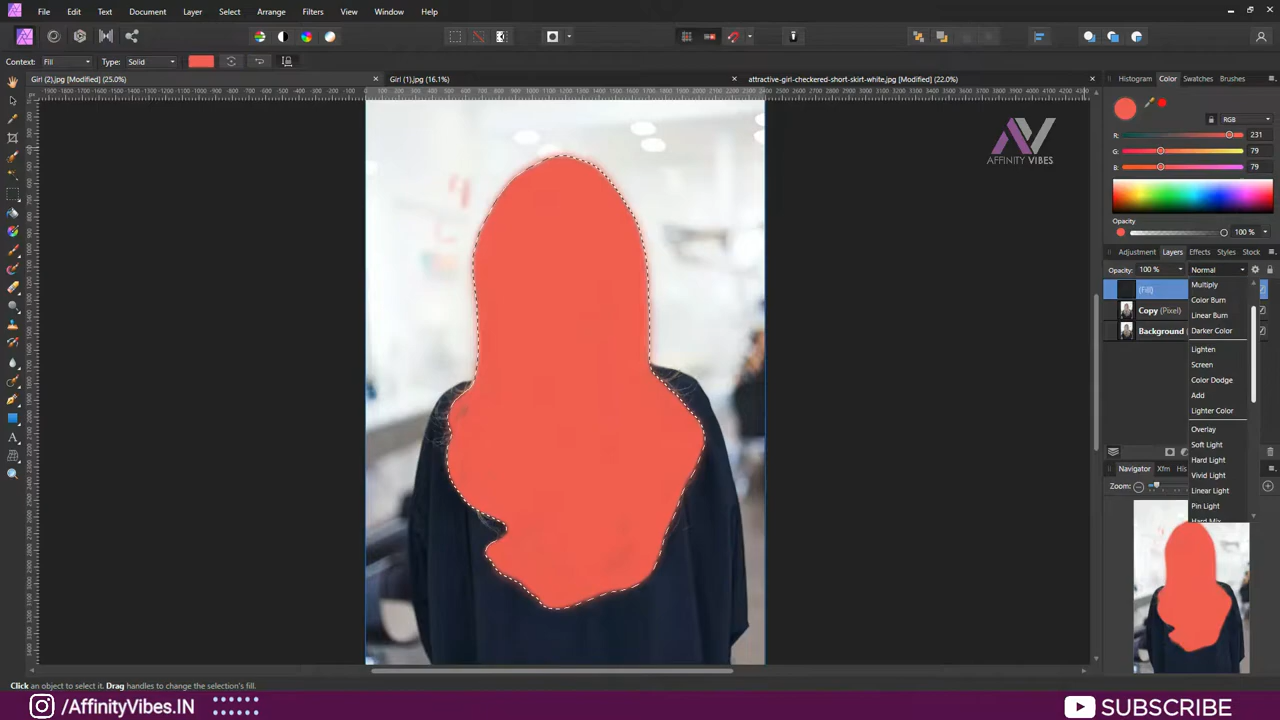 File Edit Text Document Layer Select Arrange Filters View Window Help
Context: Fill Type: Solid
Girl (2).jpg [Modified] (25.0%)
Girl (1).jpg (16.1%)
attractive-girl-checkered-short-skirt-white.jpg [Modified] (22.0%)
Histogram Color Swatches Brushes
RGB
R: 231
G: 79
B: 79
Opacity
100 %
AFFINITY VIBES
Adjustment Layers Effects Styles Stock
Opacity: 100 % Normal
(Fill)
Copy (Pixel)
Background
Multiply
Color Burn
Linear Burn
Darker Color
Lighten
Screen
Color Dodge
Add
Lighter Color
Overlay
Soft Light
Hard Light
Vivid Light
Linear Light
Pin Light
Hard Mix
Navigator Xfm His
Zoom:
Click an object to select it. Drag handles to change the selection's fill.
/AffinityVibes.IN
SUBSCRIBE